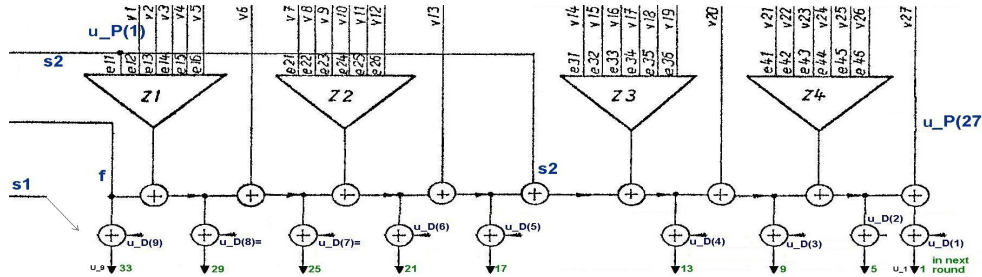 v1 v2 v3 v4 v5 v6 v7 v8 v9 v10 v11 v12 v13 v14 v15 v16 v17 v18 v19 v20 v21 v22 v23 v24 v25 v26 v27
u_P(1)
s2
e11 e12 e13 e14 e15 e16 e21 e22 e23 e24 e25 e26 e31 e32 e33 e34 e35 e36 e41 e42 e43 e44 e45 e46
Z1 Z2 Z3 Z4
u_P(27
s1 f s2
u_D(9) u_D(8)= u_D(7)= u_D(6) u_D(5) u_D(4) u_D(3) u_D(2) u_D(1)
u_9 33 29 25 21 17 13 9 5 u_1 1 in next
round